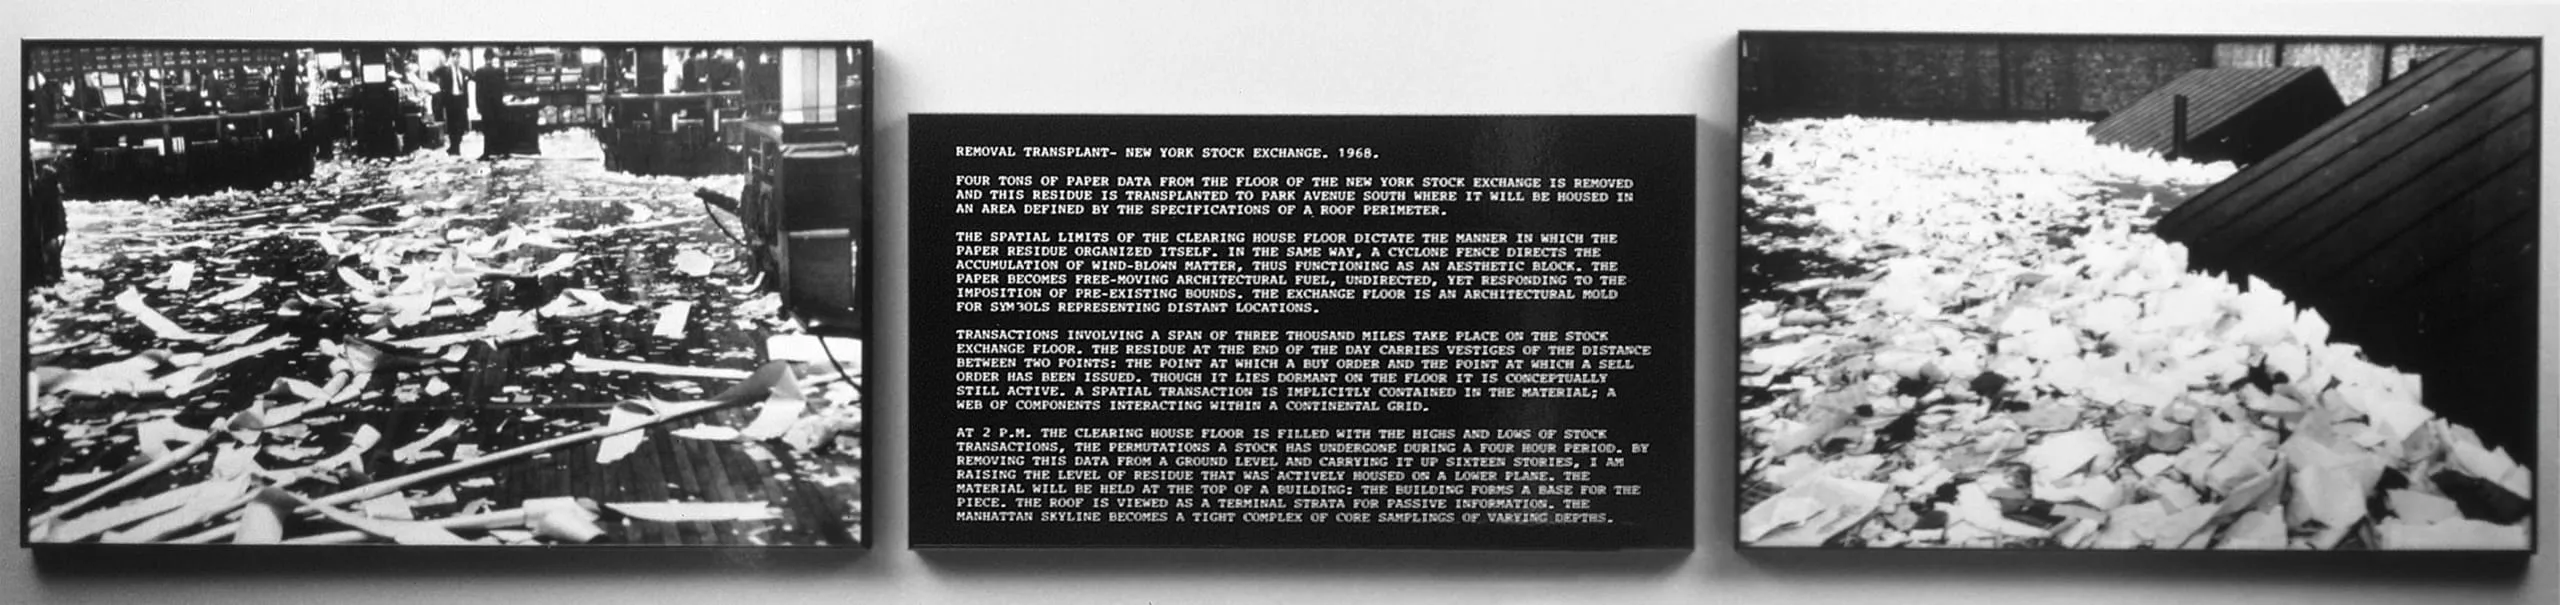 REMOVAL TRANSPLANT- NEW YORK STOCK EXCHANGE. 1968.
FOUR TONS OF PAPER DATA FROM THE FLOOR OF THE NEW YORK STOCK EXCHANGE IS REMOVED
AND THIS RESIDUE IS TRANSPLANTED TO PARK AVENUE SOUTH WHERE IT WILL BE HOUSED IN
AN AREA DEFINED BY THE SPECIFICATIONS OF A ROOF PERIMETER.
THE SPATIAL LIMITS OF THE CLEARING HOUSE FLOOR DICTATE THE MANNER IN WHICH THE
PAPER RESIDUE ORGANIZED ITSELF. IN THE SAME WAY, A CYCLONE FENCE DIRECTS THE
ACCUMULATION OF WIND-BLOWN MATTER, THUS FUNCTIONING AS AN AESTHETIC BLOCK. THE
PAPER BECOMES FREE-MOVING ARCHITECTURAL FUEL, UNDIRECTED, YET RESPONDING TO THE
IMPOSITION OF PRE-EXISTING BOUNDS. THE EXCHANGE FLOOR IS AN ARCHITECTURAL MOLD
FOR SYMBOLS REPRESENTING DISTANT LOCATIONS.
TRANSACTIONS INVOLVING A SPAN OF THREE THOUSAND MILES TAKE PLACE ON THE STOCK
EXCHANGE FLOOR. THE RESIDUE AT THE END OF THE DAY CARRIES VESTIGES OF THE DISTANCE
BETWEEN TWO POINTS: THE POINT AT WHICH A BUY ORDER AND THE POINT AT WHICH A SELL
ORDER HAS BEEN ISSUED. THOUGH IT LIES DORMANT ON THE FLOOR IT IS CONCEPTUALLY
STILL ACTIVE. A SPATIAL TRANSACTION IS IMPLICITLY CONTAINED IN THE MATERIAL; A
WEB OF COMPONENTS INTERACTING WITHIN A CONTINENTAL GRID.
AT 2 P.M. THE CLEARING HOUSE FLOOR IS FILLED WITH THE HIGHS AND LOWS OF STOCK
TRANSACTIONS, THE PERMUTATIONS A STOCK HAS UNDERGONE DURING A FOUR HOUR PERIOD. BY
REMOVING THIS DATA FROM A GROUND LEVEL AND CARRYING IT UP SIXTEEN STORIES, I AM
RAISING THE LEVEL OF RESIDUE THAT WAS ACTIVELY HOUSED ON A LOWER PLANE. THE
MATERIAL WILL BE HELD AT THE TOP OF A BUILDING: THE BUILDING FORMS A BASE FOR THE
PIECE. THE ROOF IS VIEWED AS A TERMINAL STRATA FOR PASSIVE INFORMATION. THE
MANHATTAN SKYLINE BECOMES A TIGHT COMPLEX OF CORE SAMPLINGS OF VARYING DEPTHS.